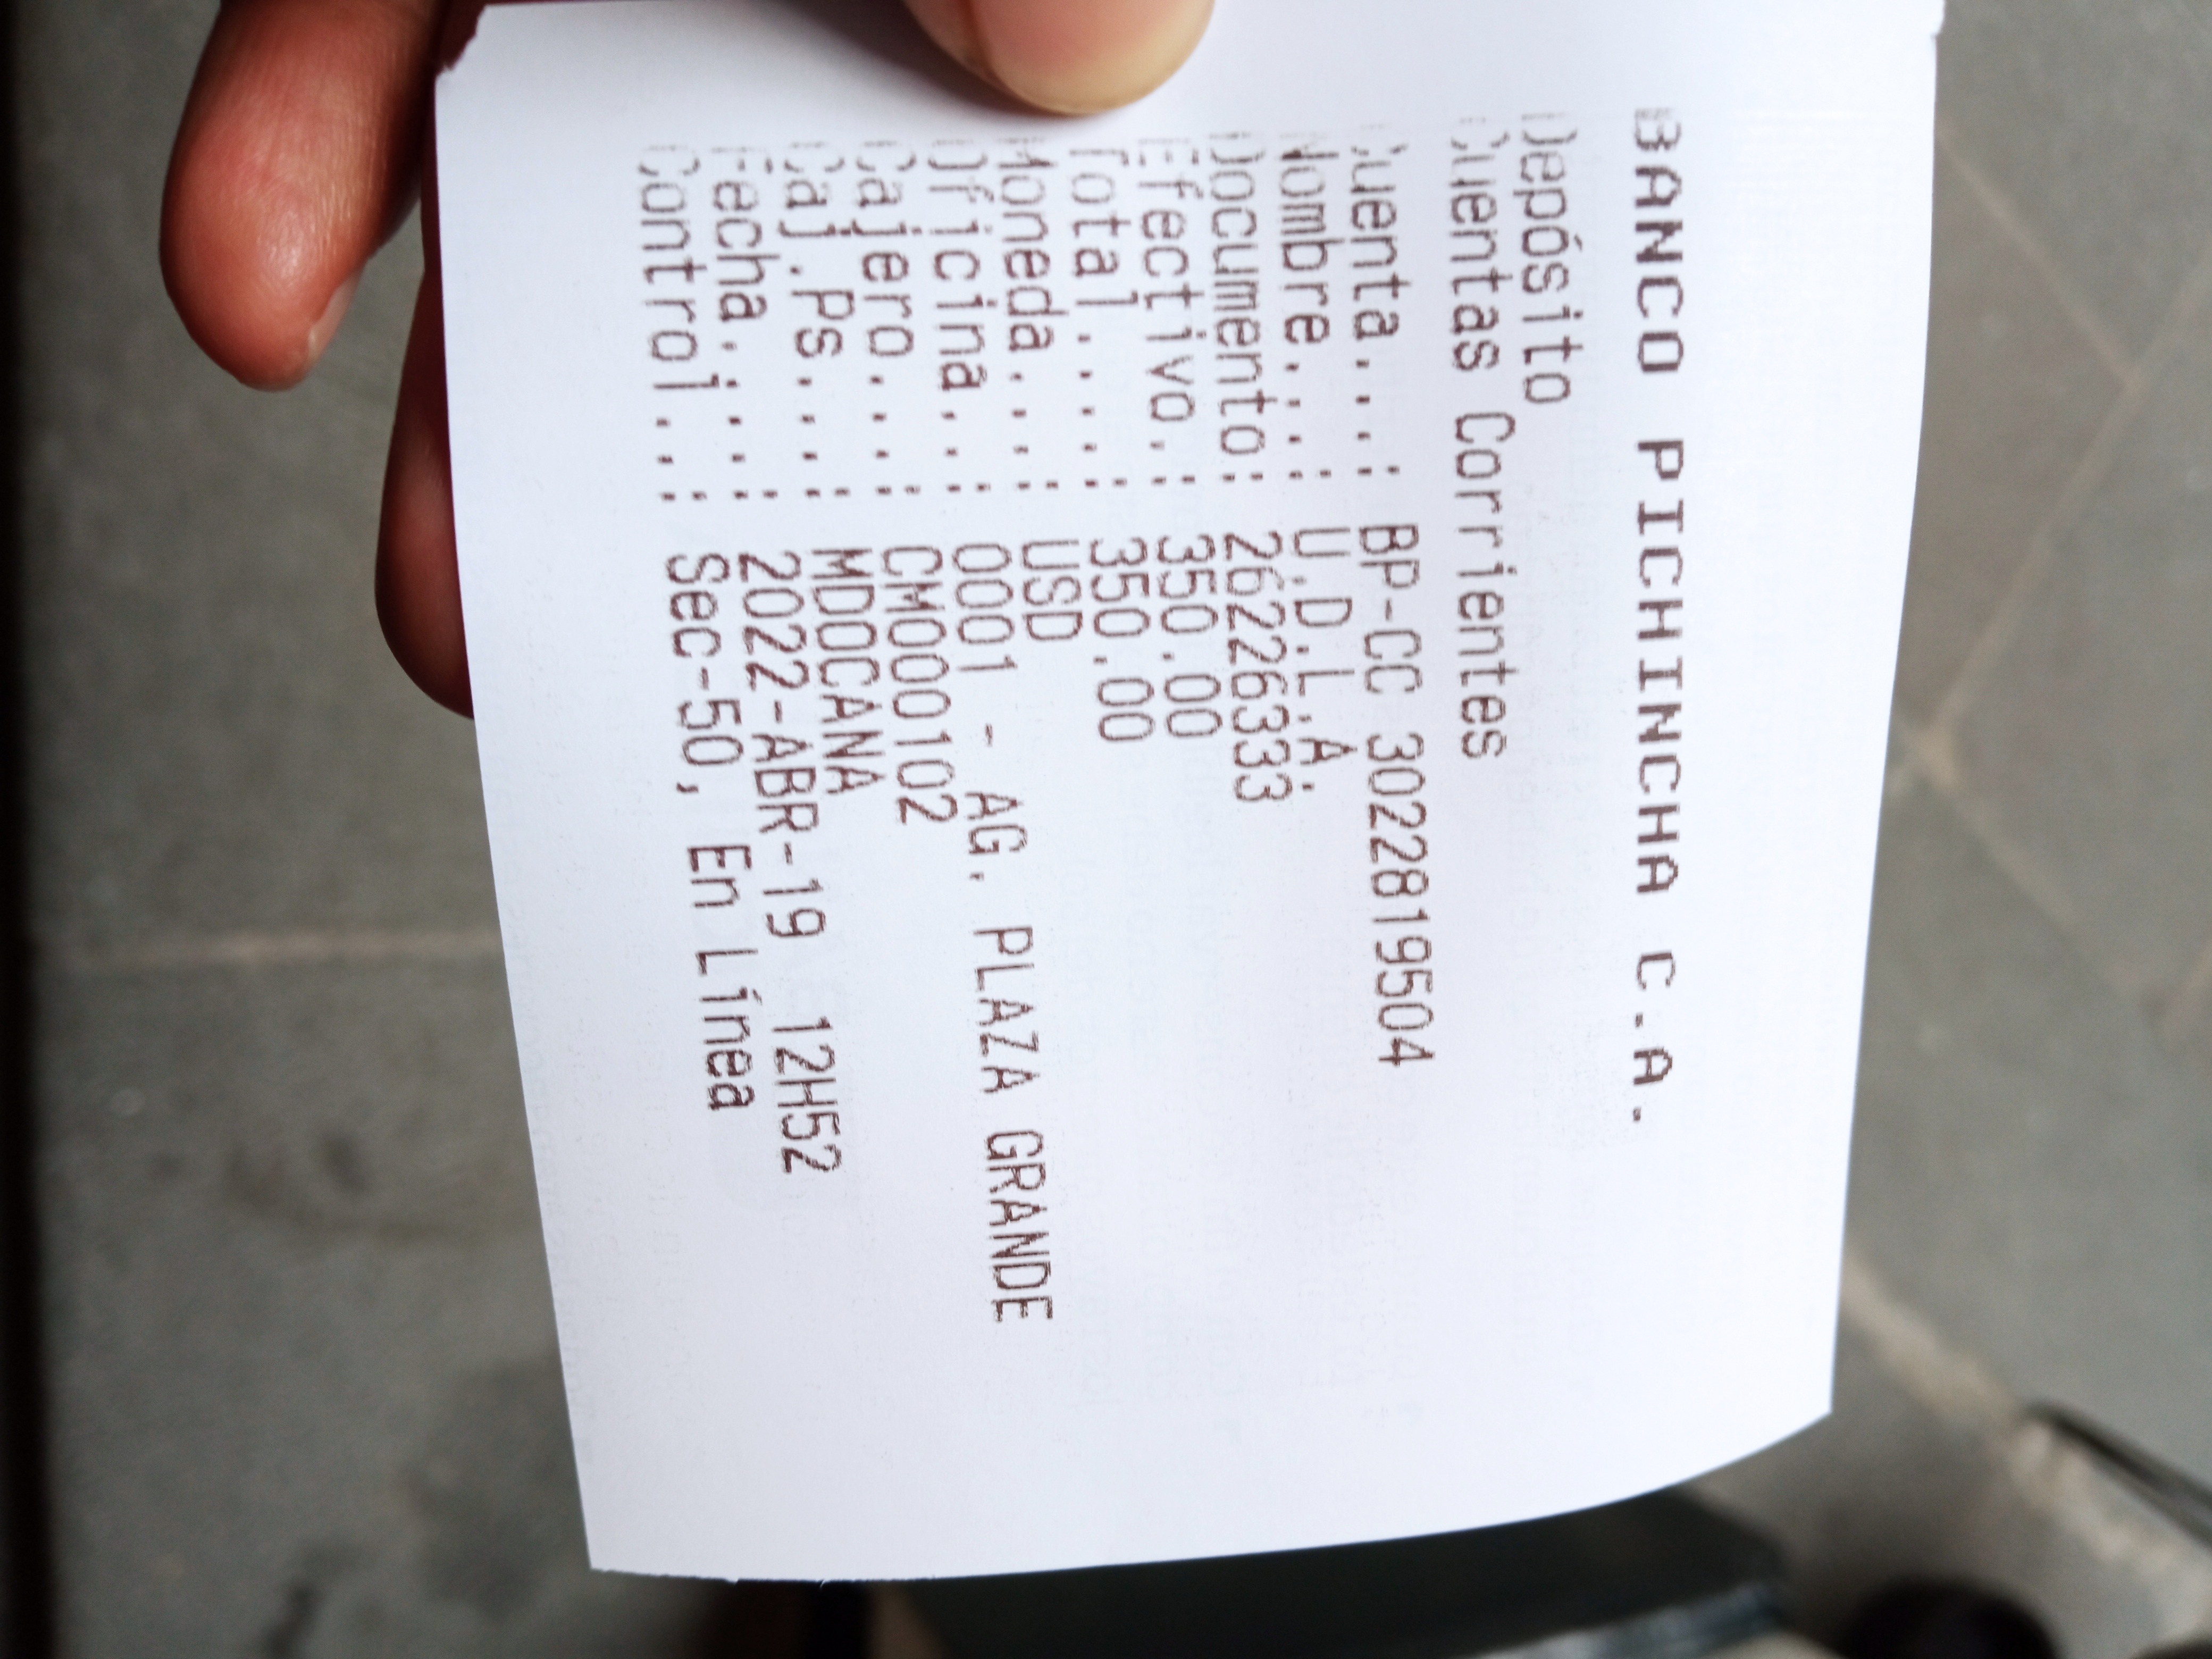 BANCO PICHINCHA C.A.
Depósito
Cuentas Corrientes
Cuenta....: BP-CC 3022819504
Nombre....: U.D.L.A.
Documento: 262226333
Efectivo.: 350.00
Total.....: 350.00
Moneda....: USD
Oficina...: 0001 - AG. PLAZA GRANDE
Cajero....: CM000102
Caj.Ps....: MDOCANA
Fecha.....: 2022-ABR-19 12H52
Control...: Sec-50, En Línea